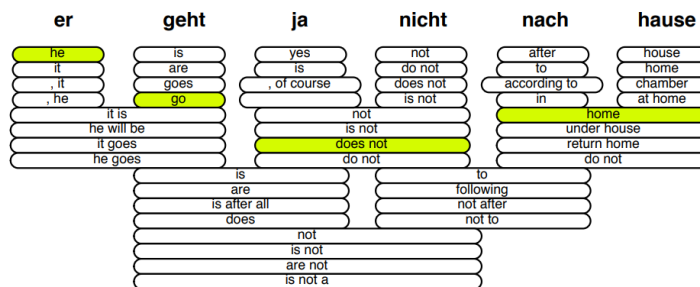 er geht ja nicht nach hause
he is yes not after house
it are is do not to home
, it goes , of course does not according to chamber
, he go is not in at home
it is not home
he will be is not under house
it goes does not return home
he goes do not do not
is to
are following
is after all not after
does not to
not
is not
are not
is not a